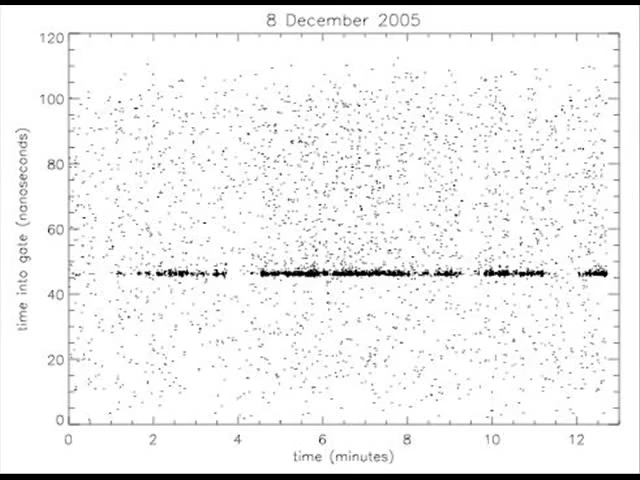 8 December 2005
120
100
80
60
40
20
0
time into gate (nanoseconds)
0 2 4 6 8 10 12
time (minutes)